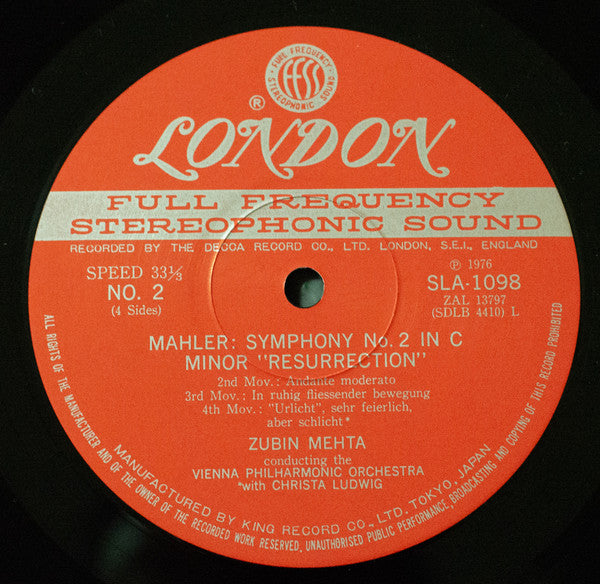 FULL FREQUENCY
STEREOPHONIC SOUND
FFSS
®
LONDON
FULL FREQUENCY
STEREOPHONIC SOUND
RECORDED BY THE DECCA RECORD CO., LTD. LONDON, S.E.I., ENGLAND
SPEED 33⅓
NO. 2
(4 Sides)
℗ 1976
SLA-1098
ZAL 13797
(SDLB 4410) L
MAHLER: SYMPHONY No. 2 IN C
MINOR "RESURRECTION"
2nd Mov.: Andante moderato
3rd Mov.: In ruhig fliessender bewegung
4th Mov.: "Urlicht", sehr feierlich,
aber schlicht*
ZUBIN MEHTA
conducting the
VIENNA PHILHARMONIC ORCHESTRA
*with CHRISTA LUDWIG
MANUFACTURED BY KING RECORD CO., LTD. TOKYO, JAPAN
ALL RIGHTS OF THE MANUFACTURER AND OF THE OWNER OF THE RECORDED WORK RESERVED, UNAUTHORISED PUBLIC PERFORMANCE, BROADCASTING AND COPYING OF THIS RECORD PROHIBITED